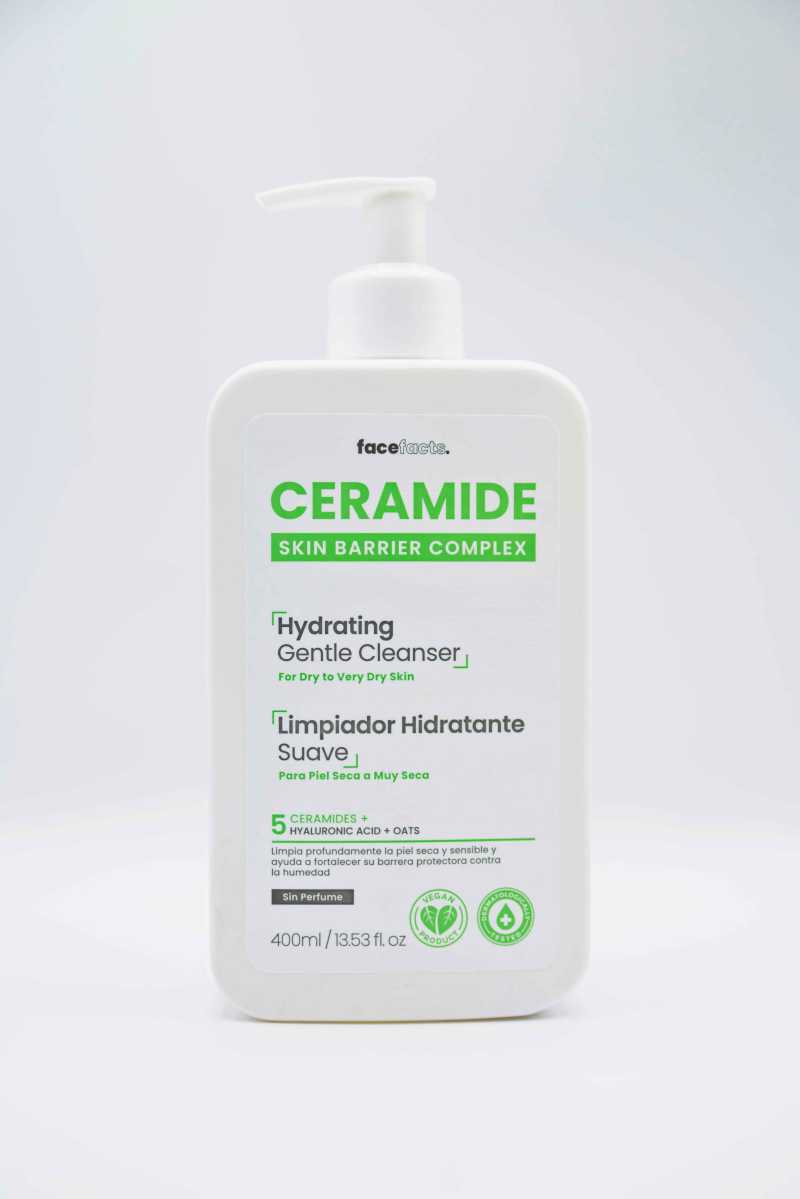 facefacts.
CERAMIDE
SKIN BARRIER COMPLEX
Hydrating
Gentle Cleanser
For Dry to Very Dry Skin
Limpiador Hidratante
Suave
Para Piel Seca a Muy Seca
5 CERAMIDES +
HYALURONIC ACID + OATS
Limpia profundamente la piel seca y sensible y
ayuda a fortalecer su barrera protectora contra
la humedad
Sin Perfume
400ml / 13.53 fl. oz
VEGAN
PRODUCT
DERMATOLOGICALLY
TESTED